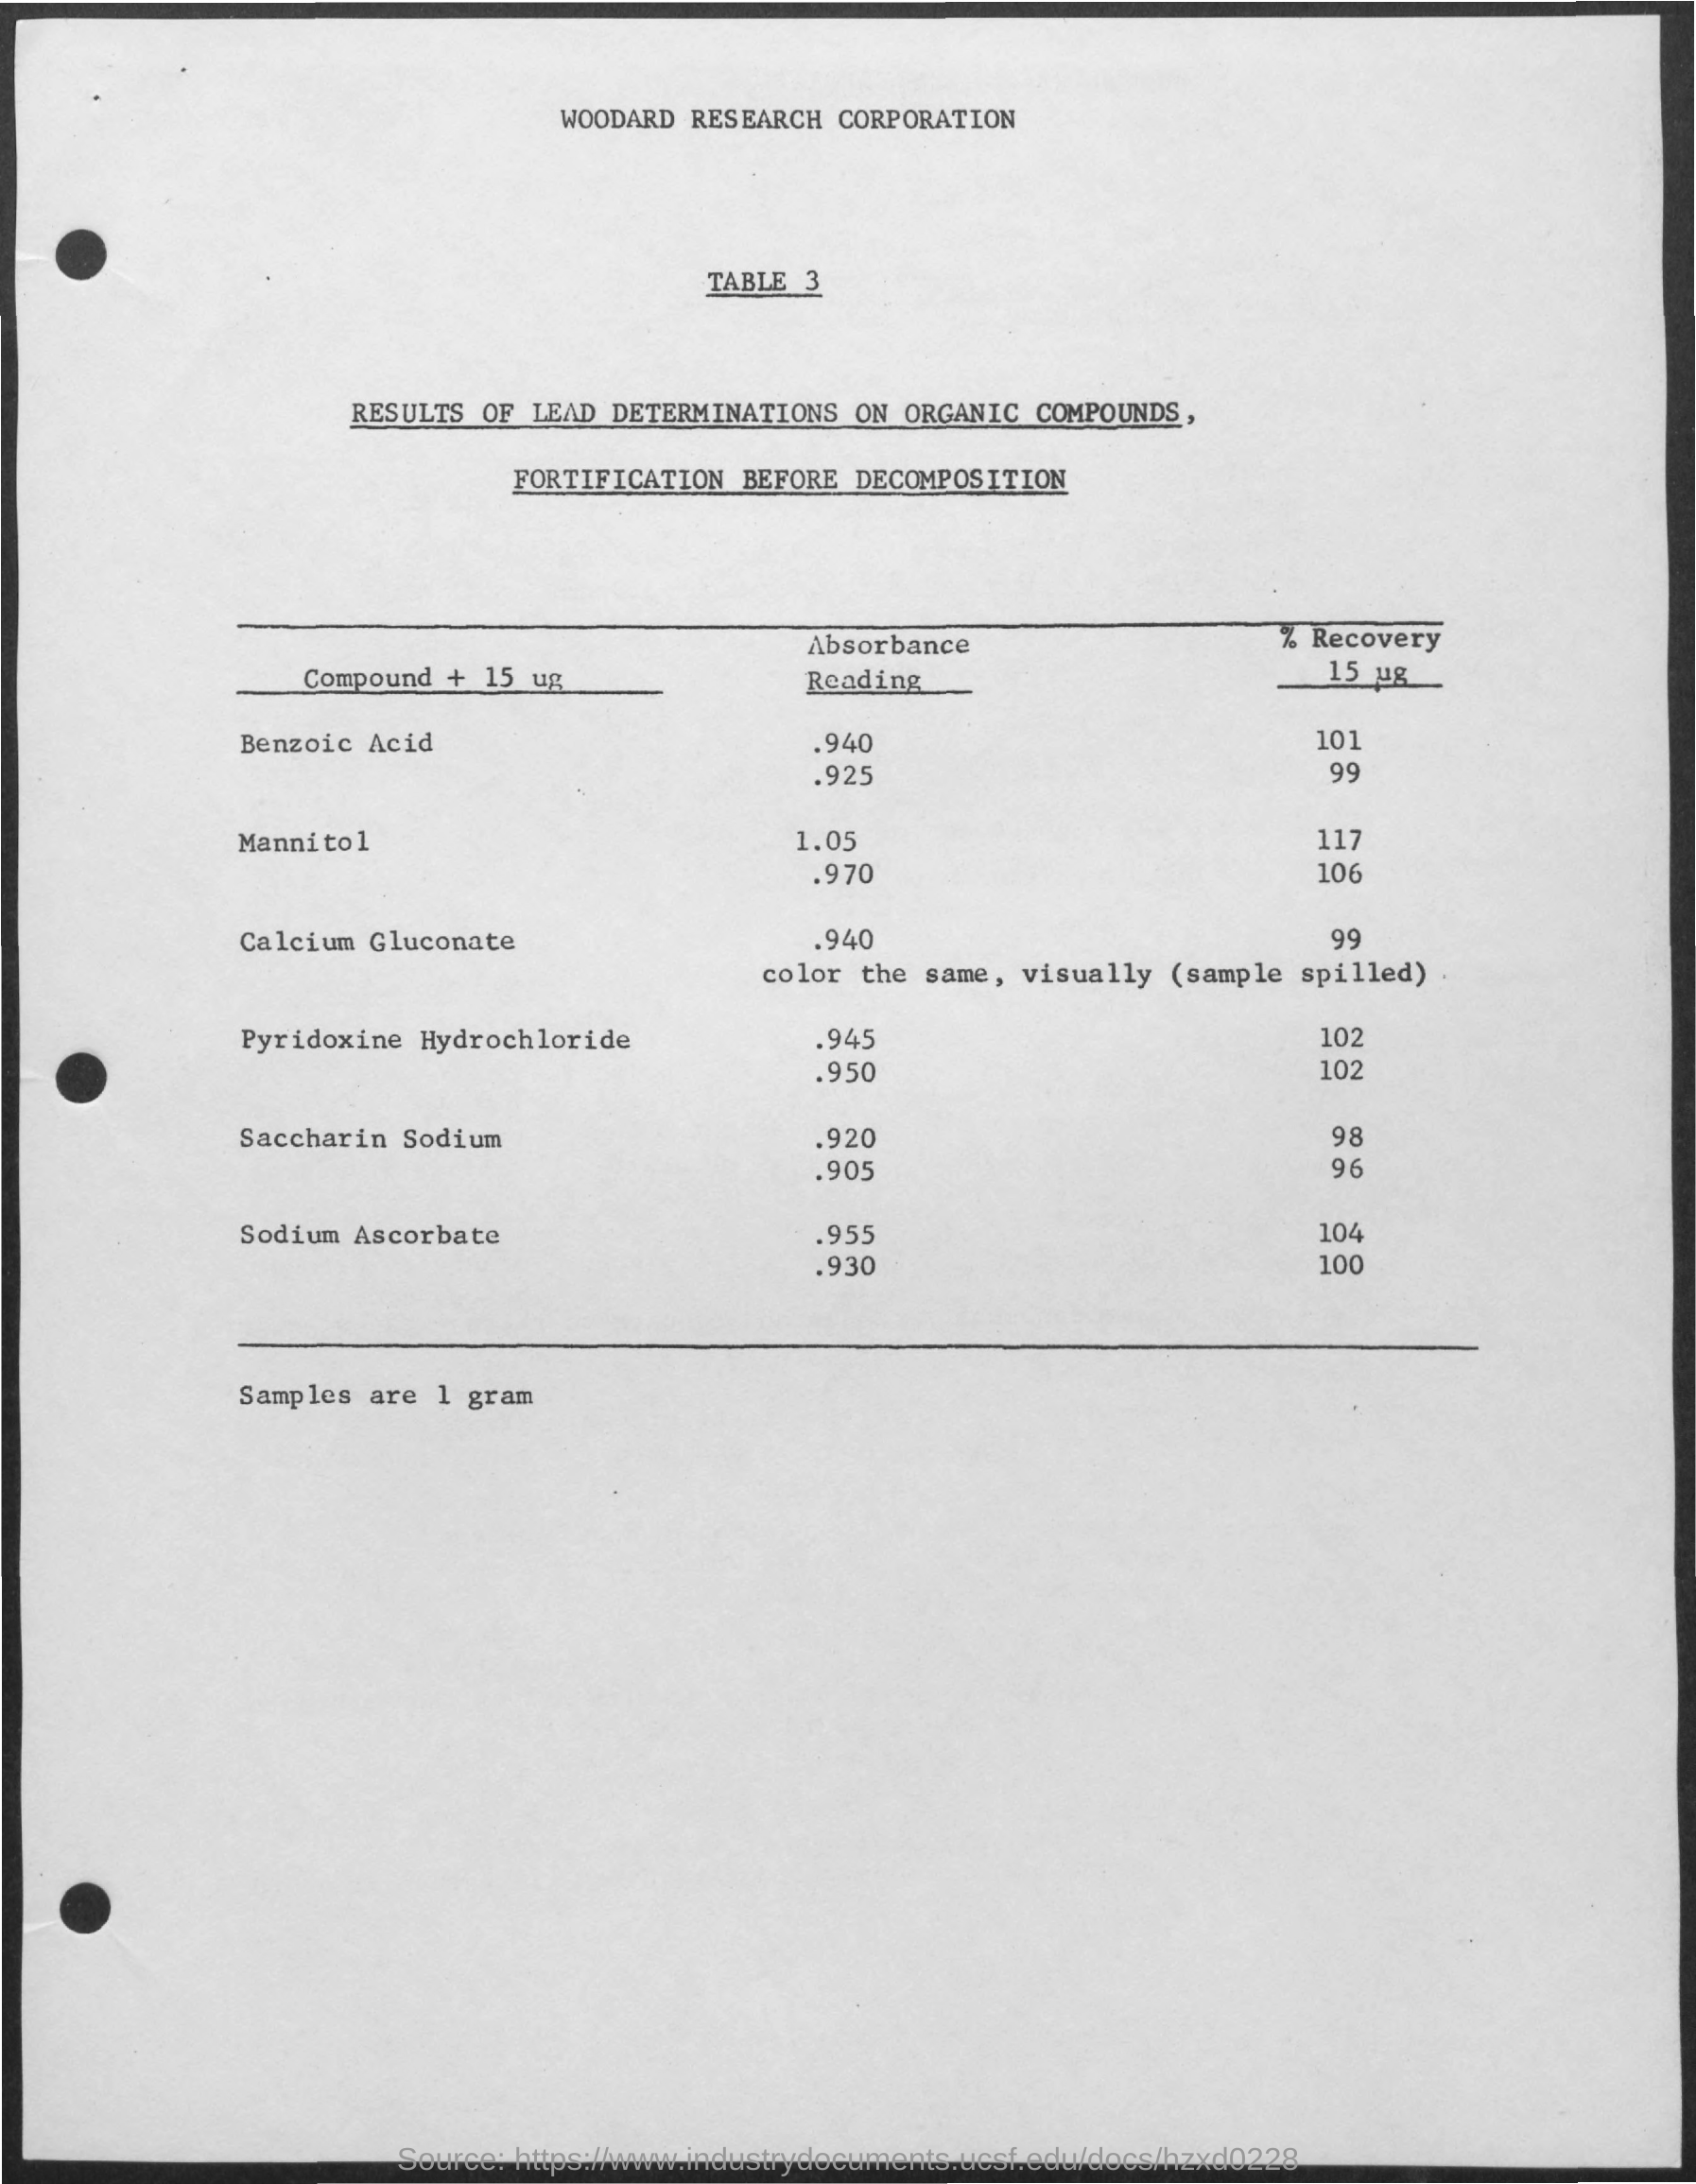 WOODARD RESEARCH CORPORATION
TABLE 3
RESULTS OF LEAD DETERMINATIONS ON ORGANIC COMPOUNDS,
FORTIFICATION BEFORE DECOMPOSITION
Compound + 15 ug Absorbance Reading % Recovery 15 µg
Benzoic Acid .940 101
.925 99
Mannitol 1.05 117
.970 106
Calcium Gluconate .940 99
color the same, visually (sample spilled)
Pyridoxine Hydrochloride .945 102
.950 102
Saccharin Sodium .920 98
.905 96
Sodium Ascorbate .955 104
.930 100
Samples are 1 gram
Source: https://www.industrydocuments.ucsf.edu/docs/hzxd0228